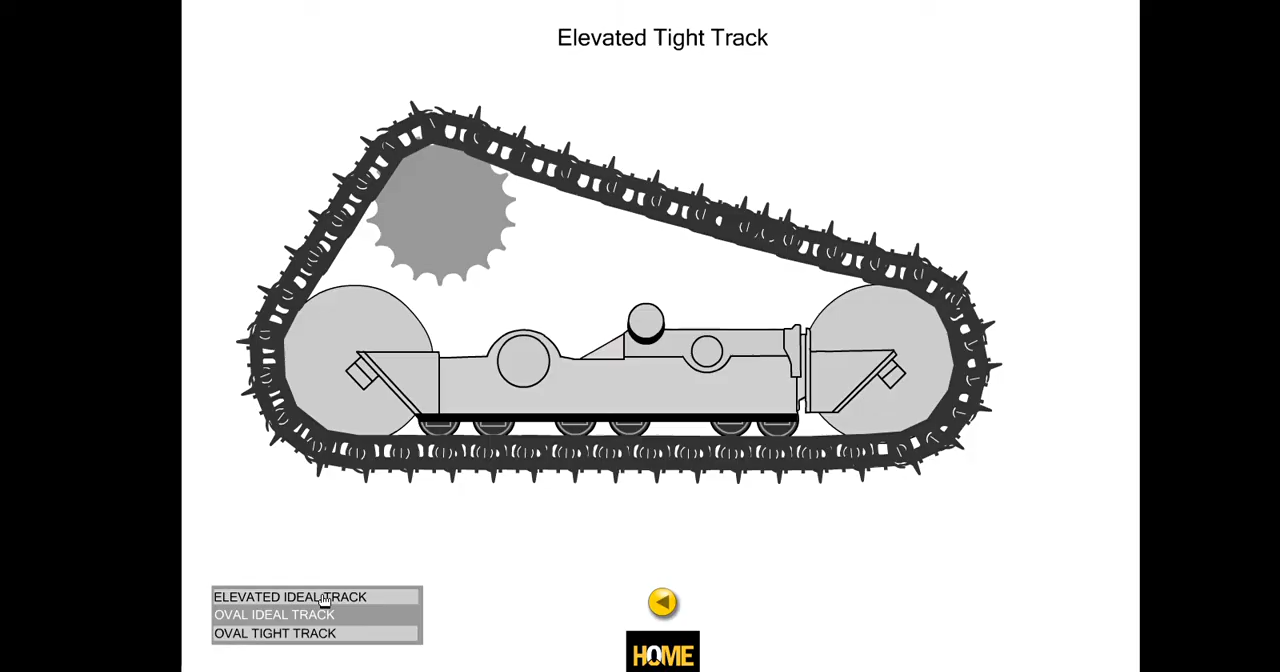 Elevated Tight Track
ELEVATED IDEAL TRACK
OVAL IDEAL TRACK
OVAL TIGHT TRACK
HOME